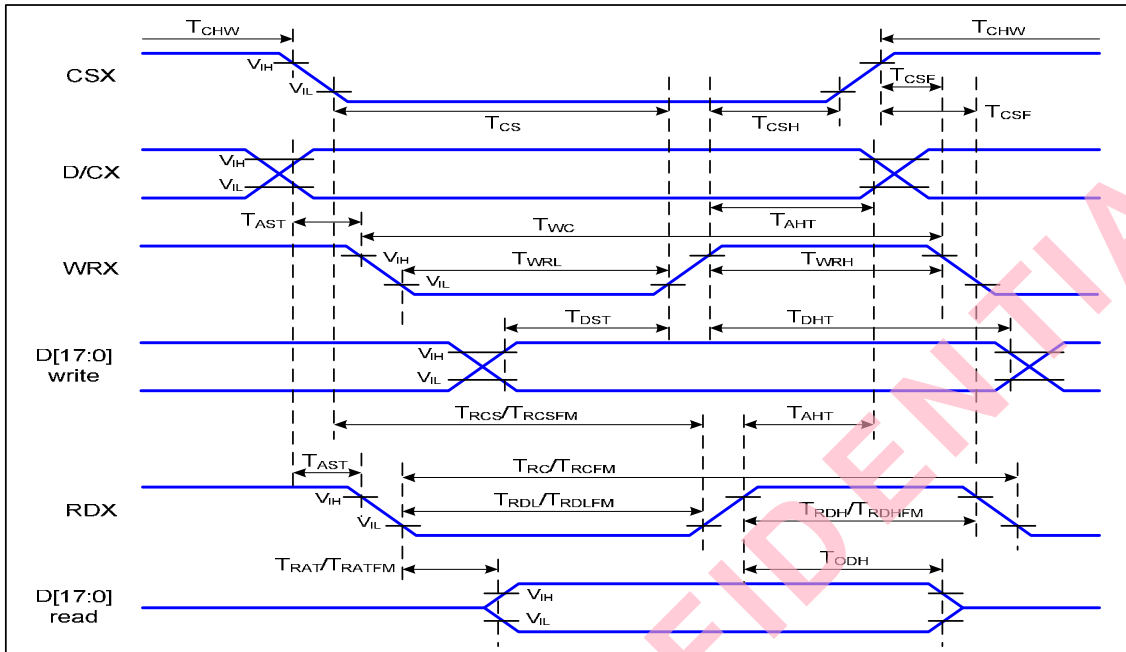 TCHW TCHW
CSX
VIH
VIL
TCSF
TCSF
TCS TCSH
D/CX
VIH
VIL
TAST TWC TAHT
WRX
VIH
VIL
TWRL TWRH
TDST TDHT
D[17:0]
write
VIH
VIL
TRCS/TRCSFM TAHT
TAST TRC/TRCFM
RDX
VIH
VIL
TRDL/TRDLFM TRDH/TRDHFM
TRAT/TRATFM TODH
D[17:0]
read
VIH
VIL
FIDENTIA